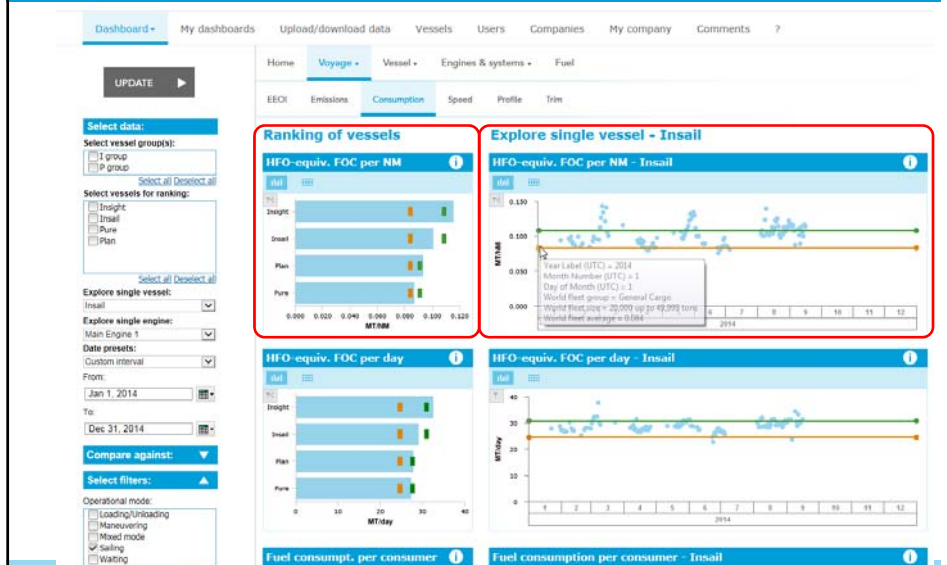 Dashboard My dashboards Upload/download data Vessels Users Companies My company Comments ?
Home Voyage Vessel Engines & systems Fuel
UPDATE
EEOI Emissions Consumption Speed Profile Trim
Select data:
Select vessel group(s):
I group
P group
Select all Deselect all
Select vessels for ranking:
Insight
Insail
Pure
Plan
Select all Deselect all
Explore single vessel:
Insail
Explore single engine:
Main Engine 1
Date presets:
Custom interval
From:
Jan 1, 2014
To:
Dec 31, 2014
Compare against:
Select filters:
Operational mode:
Loading/Unloading
Maneuvering
Mixed mode
Sailing
Waiting
Ranking of vessels
HFO-equiv. FOC per NM
Insight
Insail
Plan
Pure
0.000 0.020 0.040 0.060 0.080 0.100 0.120
MT/NM
Explore single vessel - Insail
HFO-equiv. FOC per NM - Insail
0.150
0.100
0.050
0.000
MT/NM
Year Label (UTC) = 2014
Month Number (UTC) = 1
Day of Month (UTC) = 1
World fleet group = General Cargo
World fleet size = 20,000 up to 49,999 tons
World fleet average = 0.084
6 7 8 9 10 11 12
2014
HFO-equiv. FOC per day
Insight
Insail
Plan
Pure
0 10 20 30 40
MT/day
HFO-equiv. FOC per day - Insail
40
30
20
10
0
MT/day
1 2 3 4 5 6 7 8 9 10 11 12
2014
Fuel consumpt. per consumer
Fuel consumption per consumer - Insail